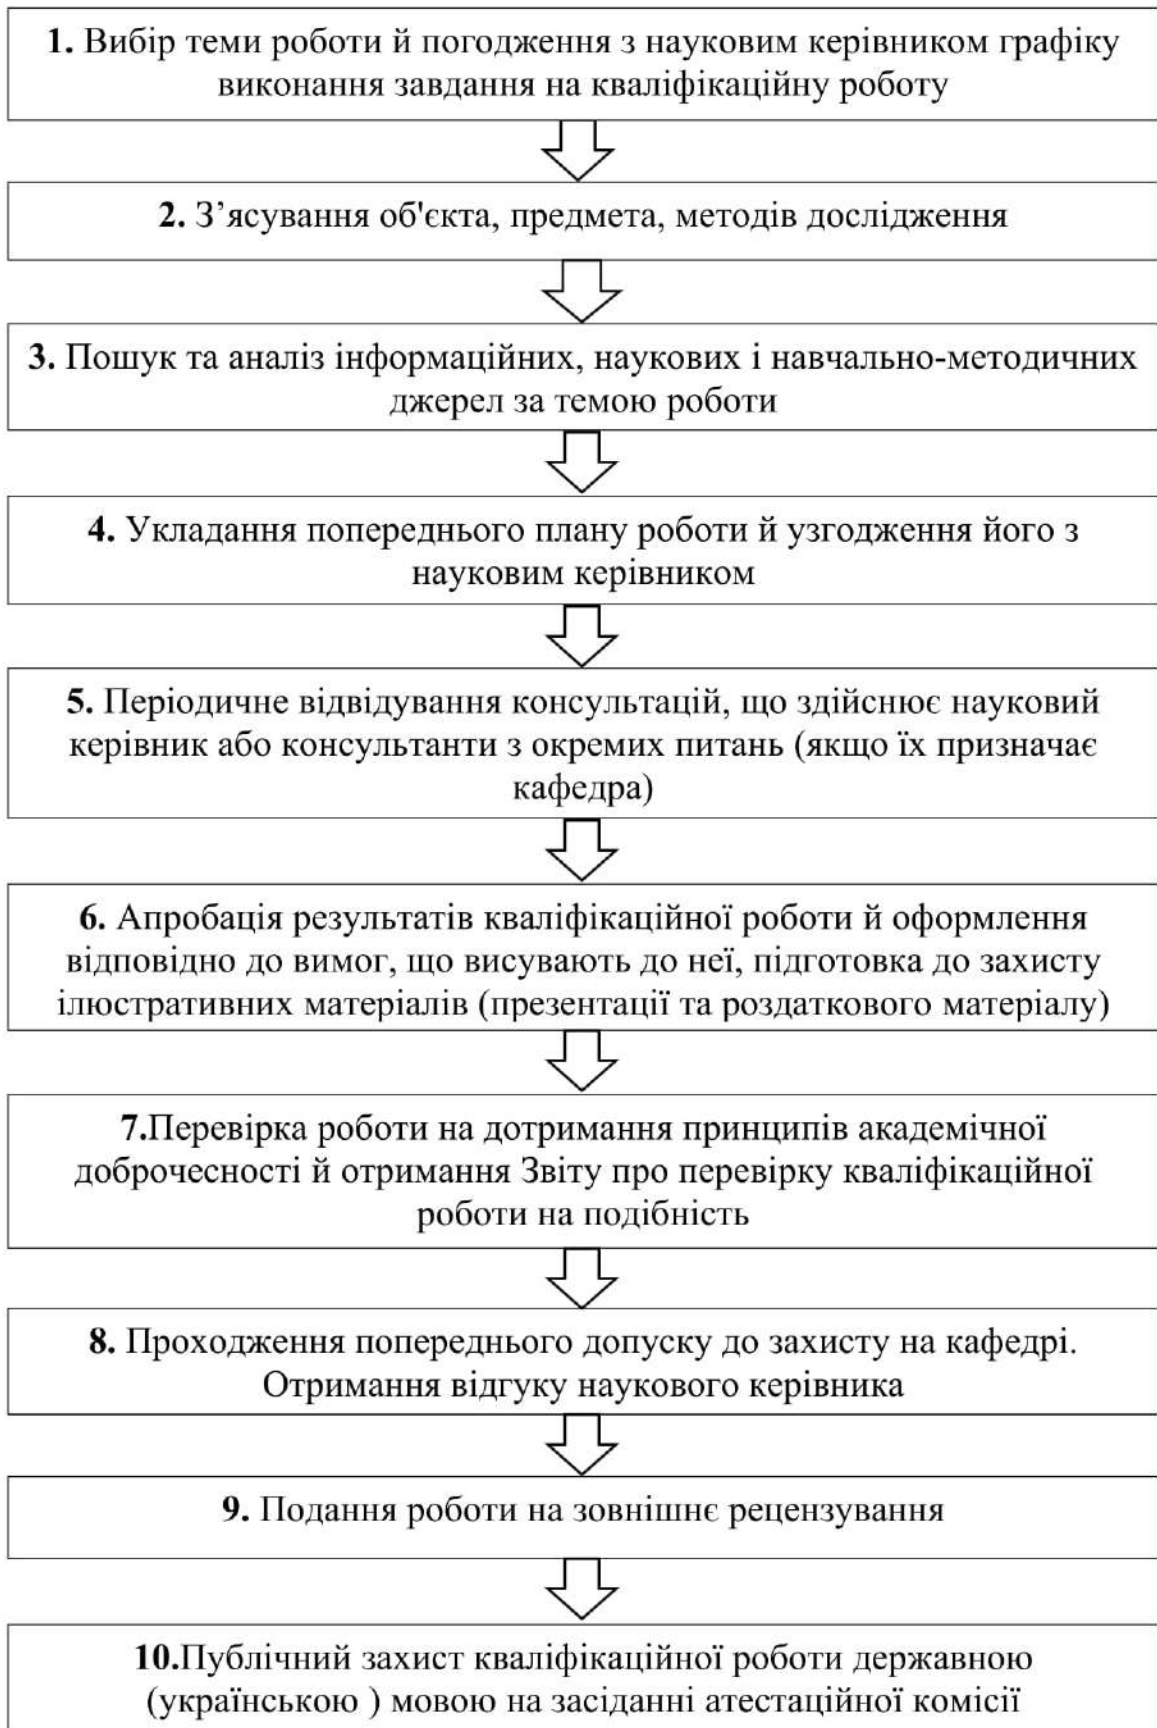 1. Вибір теми роботи й погодження з науковим керівником графіку
виконання завдання на кваліфікаційну роботу
2. З’ясування об'єкта, предмета, методів дослідження
3. Пошук та аналіз інформаційних, наукових і навчально-методичних
джерел за темою роботи
4. Укладання попереднього плану роботи й узгодження його з
науковим керівником
5. Періодичне відвідування консультацій, що здійснює науковий
керівник або консультанти з окремих питань (якщо їх призначає
кафедра)
6. Апробація результатів кваліфікаційної роботи й оформлення
відповідно до вимог, що висувають до неї, підготовка до захисту
ілюстративних матеріалів (презентації та роздаткового матеріалу)
7.Перевірка роботи на дотримання принципів академічної
доброчесності й отримання Звіту про перевірку кваліфікаційної
роботи на подібність
8. Проходження попереднього допуску до захисту на кафедрі.
Отримання відгуку наукового керівника
9. Подання роботи на зовнішнє рецензування
10.Публічний захист кваліфікаційної роботи державною
(українською ) мовою на засіданні атестаційної комісії